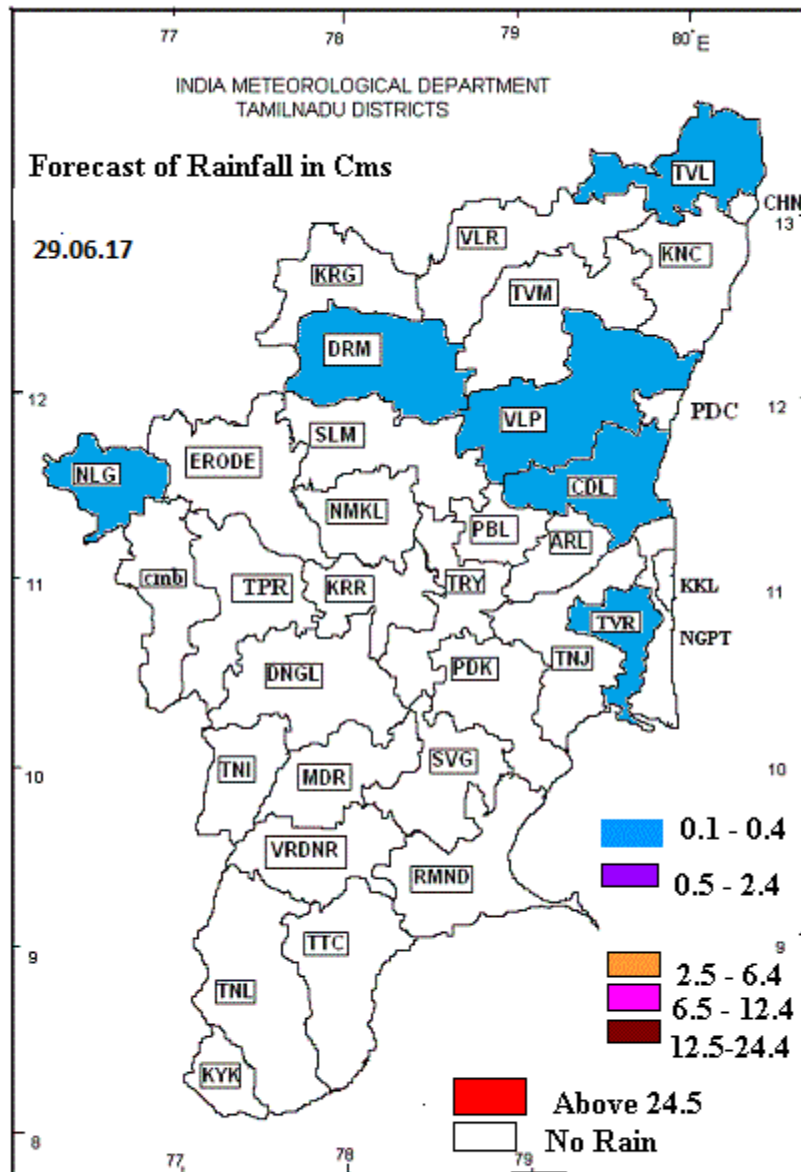 77 78 79 80°E
INDIA METEOROLOGICAL DEPARTMENT
TAMILNADU DISTRICTS
Forecast of Rainfall in Cms
TVL
CHN
13
VLR
KNC
29.06.17
KRG
TVM
DRM
12
12
PDC
VLP
SLM
ERODE
NLG
CDL
NMKL
PBL
ARL
11
cmb
TPR
KRR
TRY
KKL
11
TVR
NGPT
DNGL
PDK
TNJ
10
TNI
MDR
SVG
10
0.1 - 0.4
VRDNR
RMND
0.5 - 2.4
9
TTC
9
2.5 - 6.4
TNL
6.5 - 12.4
12.5-24.4
KYK
Above 24.5
No Rain
8
77 78 79